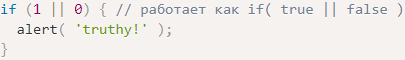 if (1 || 0) { // работает как if( true || false )
  alert( 'truthy!' );
}